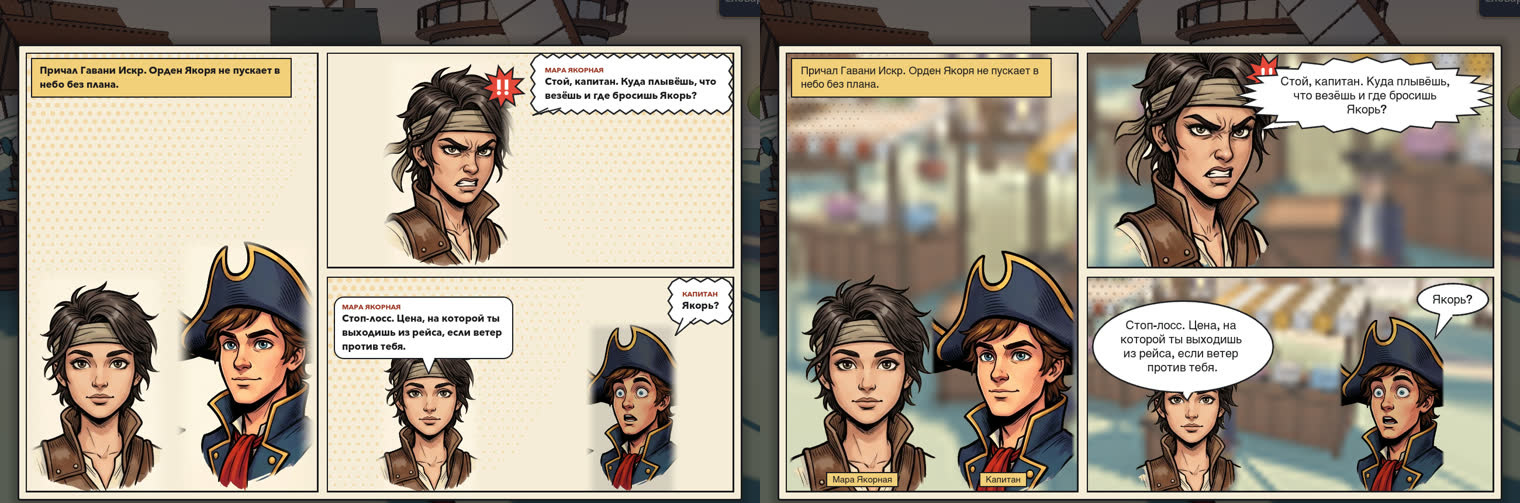 Причал Гавани Искр. Орден Якоря не пускает в
небо без плана.
!!
МАРА ЯКОРНАЯ
Стой, капитан. Куда плывёшь, что
везёшь и где бросишь Якорь?
МАРА ЯКОРНАЯ
Стоп-лосс. Цена, на которой ты
выходишь из рейса, если ветер
против тебя.
КАПИТАН
Якорь?
Причал Гавани Искр. Орден Якоря не пускает в
небо без плана.
Мара Якорная
Капитан
!!
Стой, капитан. Куда плывёшь,
что везёшь и где бросишь
Якорь?
Стоп-лосс. Цена, на
которой ты выходишь
из рейса, если ветер
против тебя.
Якорь?